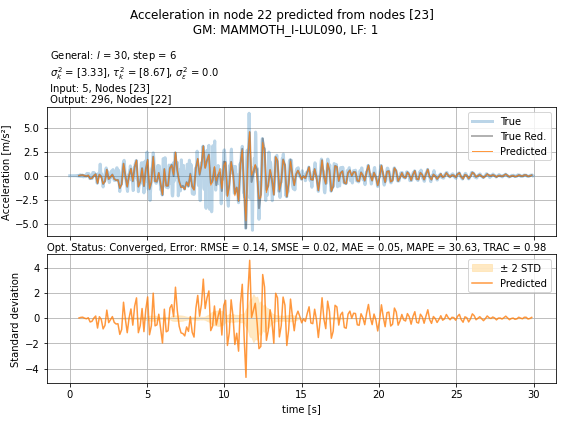 Acceleration in node 22 predicted from nodes [23]
GM: MAMMOTH_I-LUL090, LF: 1
General: l = 30, step = 6
σ²ₖ = [3.33], τ²ₖ = [8.67], σ²ε = 0.0
Input: 5, Nodes [23]
Output: 296, Nodes [22]
True
True Red.
Predicted
Acceleration [m/s²]
5.0
2.5
0.0
−2.5
−5.0
Opt. Status: Converged, Error: RMSE = 0.14, SMSE = 0.02, MAE = 0.05, MAPE = 30.63, TRAC = 0.98
± 2 STD
Predicted
Standard deviation
4
2
0
−2
−4
0 5 10 15 20 25 30
time [s]